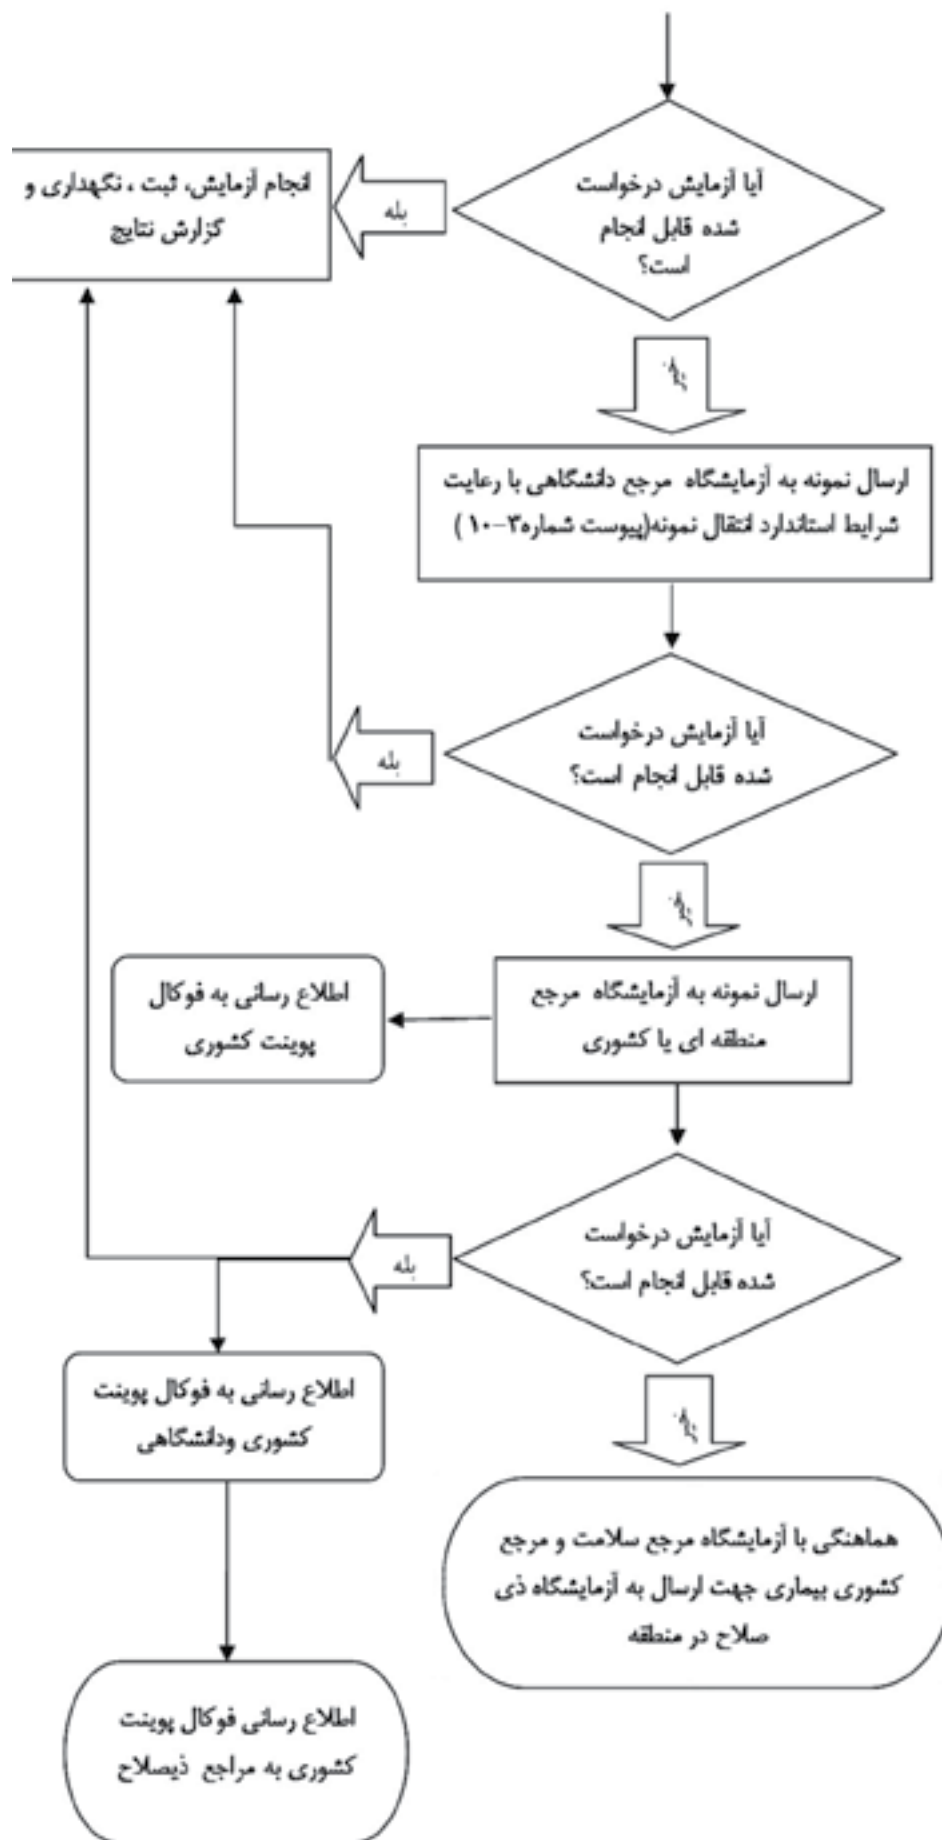 آیا آزمایش درخواست
شده قابل انجام
است؟
بله
انجام آزمایش، ثبت ، نگهداری و
گزارش نتایج
خیر
ارسال نمونه به آزمایشگاه مرجع دانشگاهی با رعایت
شرایط استاندارد انتقال نمونه(پیوست شماره۳-۱۰ )
آیا آزمایش درخواست
شده قابل انجام است؟
بله
خیر
ارسال نمونه به آزمایشگاه مرجع
منطقه ای یا کشوری
اطلاع رسانی به فوکال
پوینت کشوری
آیا آزمایش درخواست
شده قابل انجام است؟
بله
اطلاع رسانی به فوکال پوینت
کشوری ودانشگاهی
خیر
هماهنگی با آزمایشگاه مرجع سلامت و مرجع
کشوری بیماری جهت ارسال به آزمایشگاه ذی
صلاح در منطقه
اطلاع رسانی فوکال پوینت
کشوری به مراجع ذیصلاح